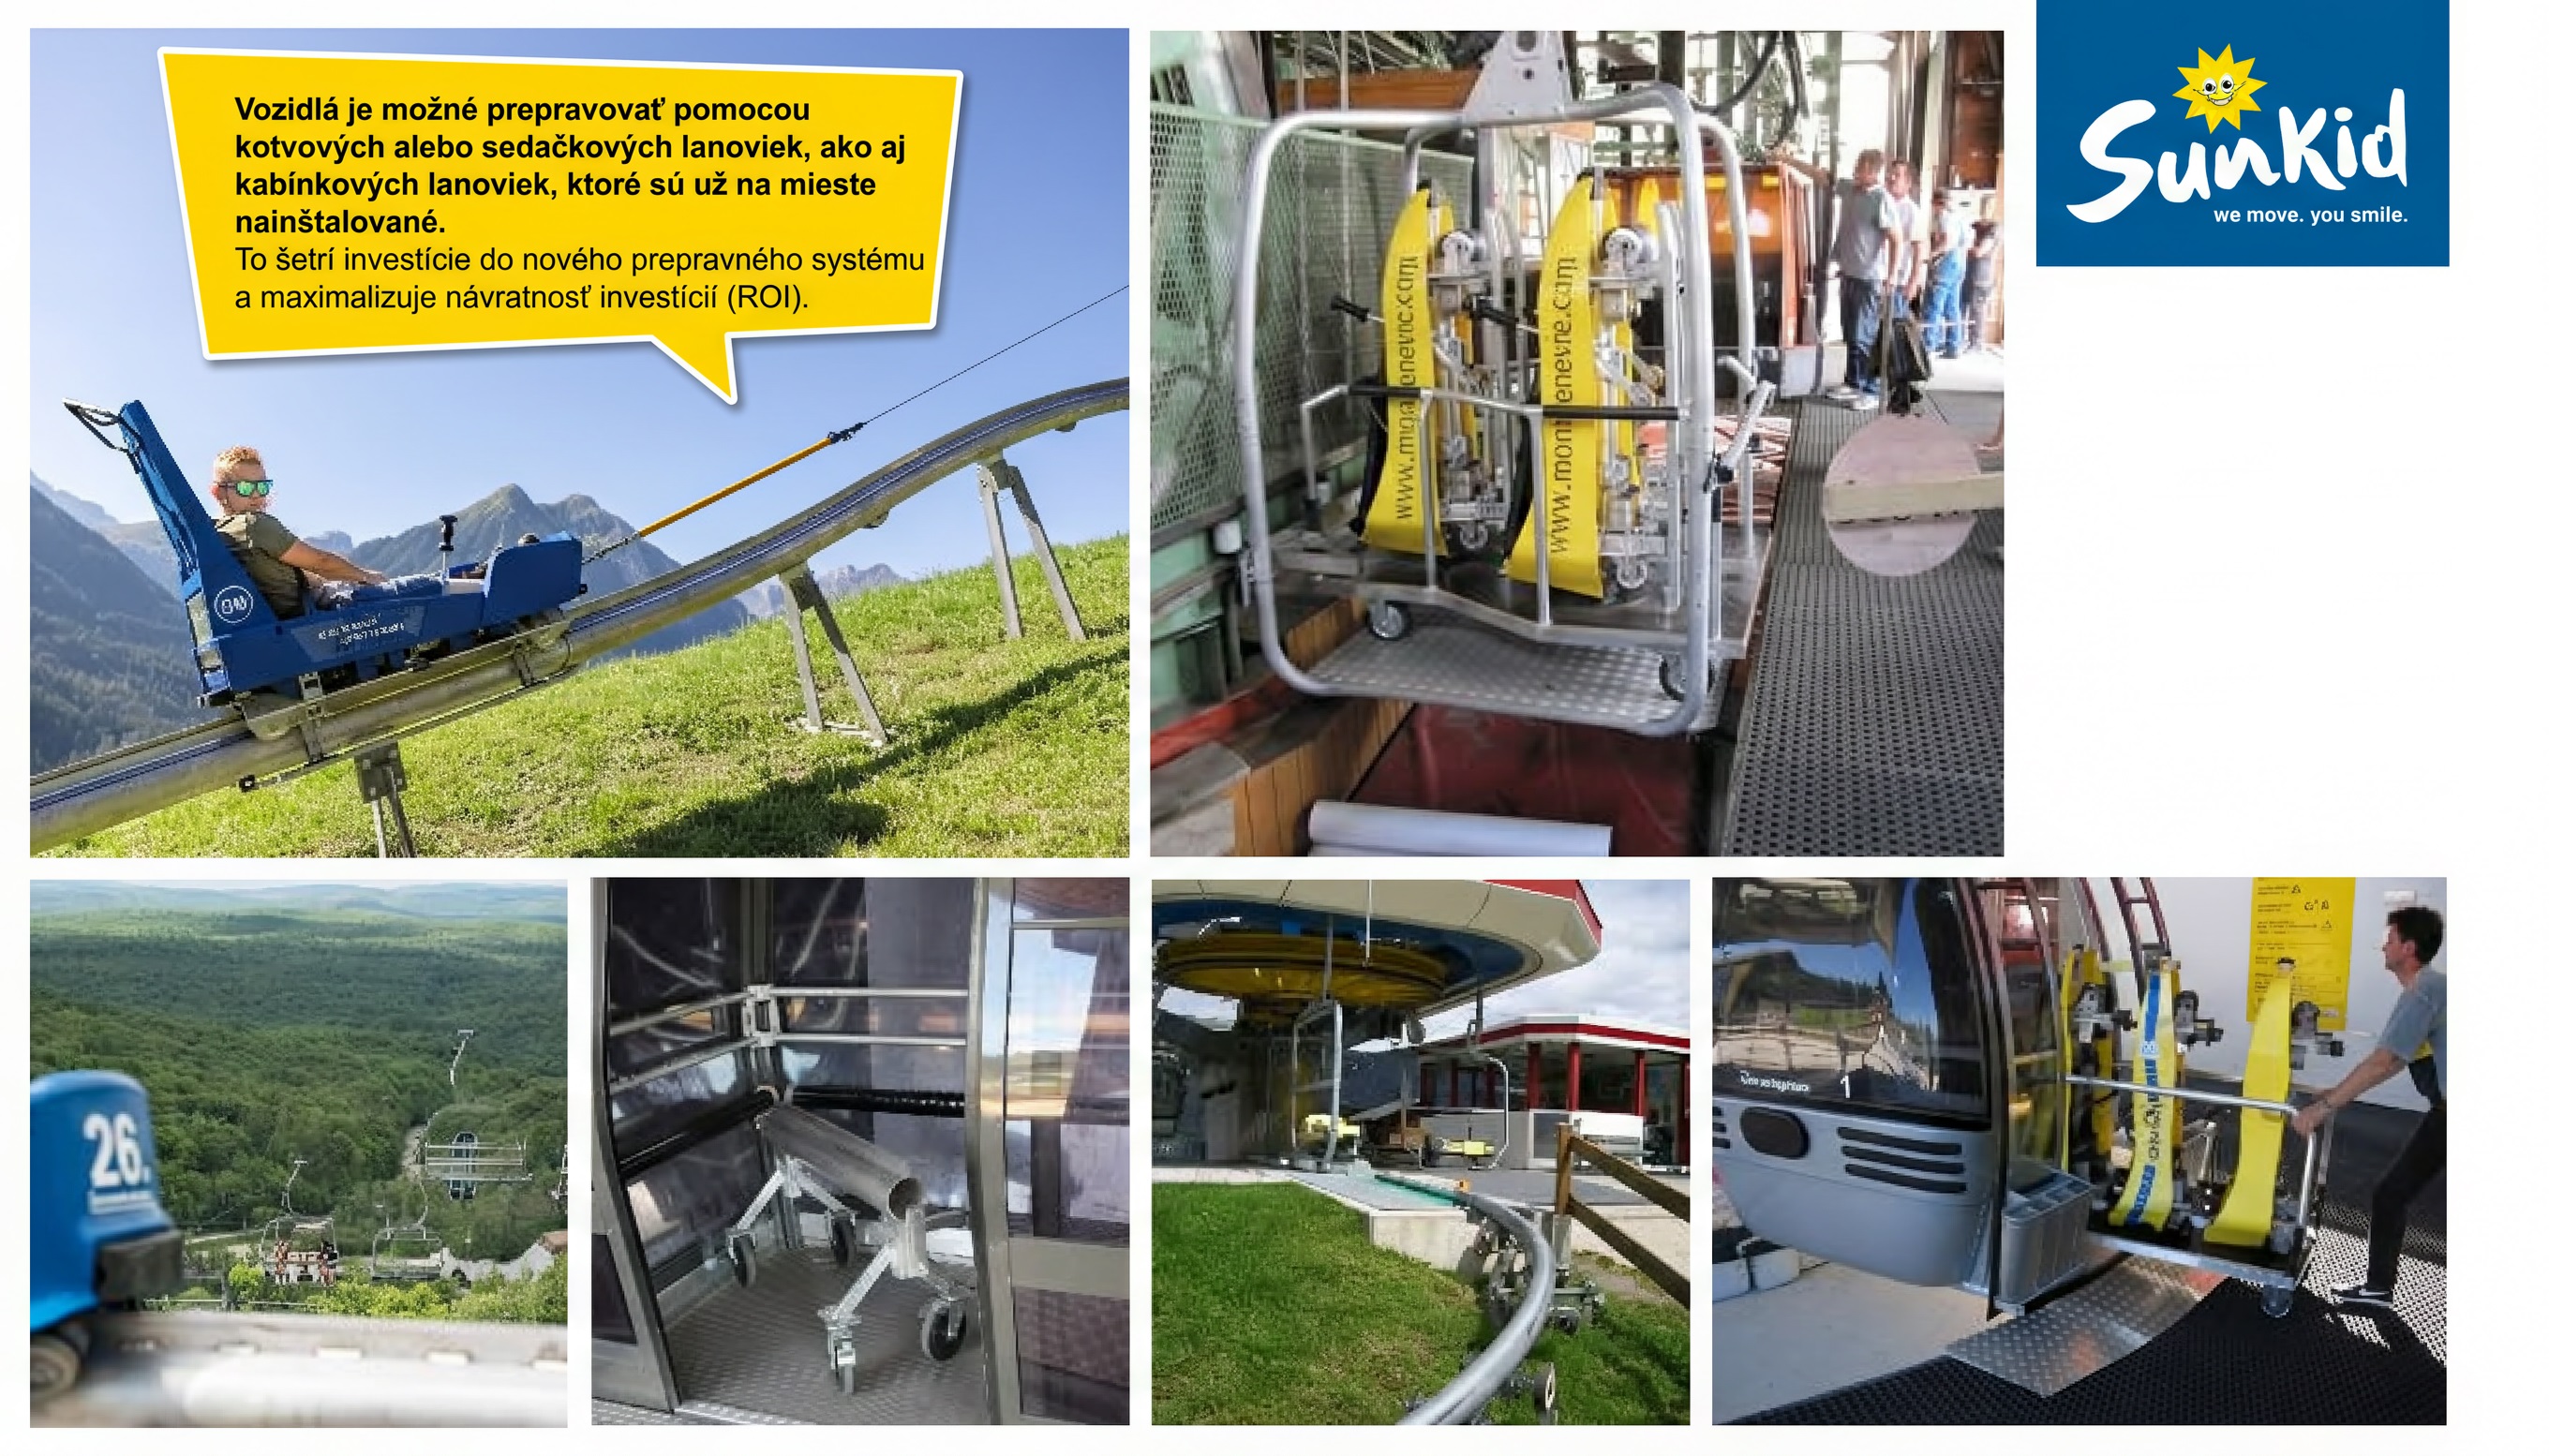 Vozidlá je možné prepravovať pomocou
kotvových alebo sedačkových lanoviek, ako aj
kabínkových lanoviek, ktoré sú už na mieste
nainštalované.
To šetrí investície do nového prepravného systému
a maximalizuje návratnosť investícií (ROI).
SunKid
we move. you smile.
26.
1